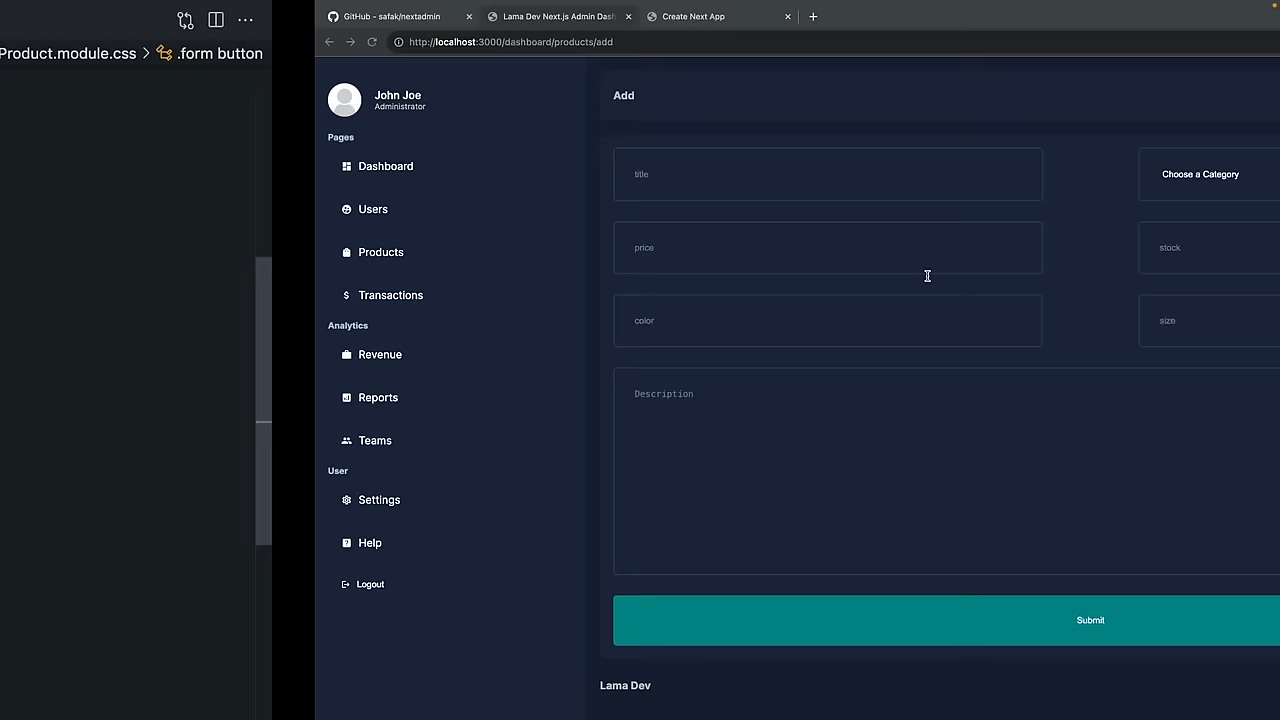 Product.module.css > .form button
GitHub - safak/nextadmin
Lama Dev Next.js Admin Dash
Create Next App
http://localhost:3000/dashboard/products/add
John Joe
Administrator
Pages
Dashboard
Users
Products
Transactions
Analytics
Revenue
Reports
Teams
User
Settings
Help
Logout
Add
title
Choose a Category
price
stock
color
size
Description
Submit
Lama Dev